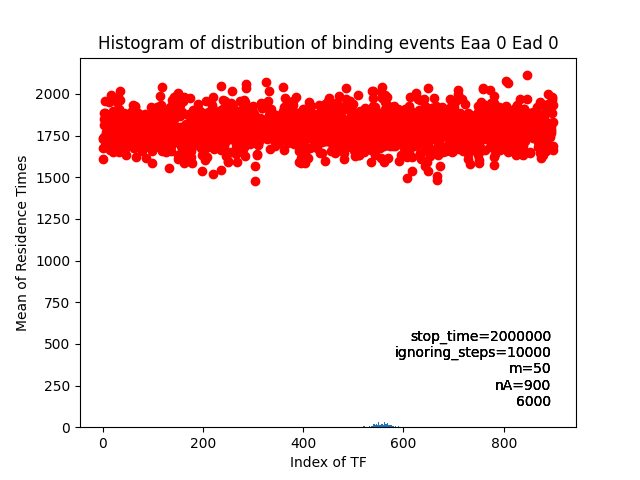 Histogram of distribution of binding events Eaa 0 Ead 0
Mean of Residence Times
2000
1750
1500
1250
1000
750
500
250
0
stop_time=2000000
ignoring_steps=10000
m=50
nA=900
6000
0 200 400 600 800
Index of TF